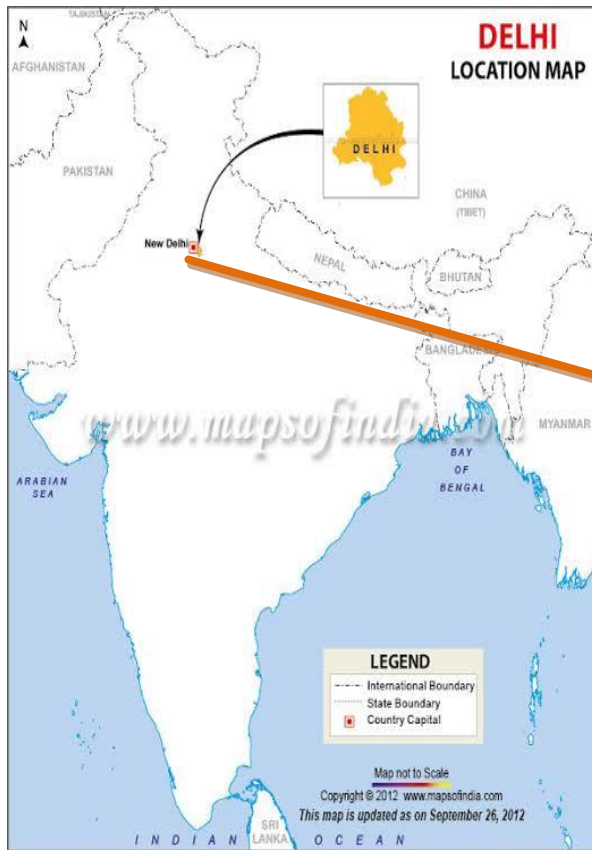 TAJIKISTAN
N
DELHI
LOCATION MAP
AFGHANISTAN
PAKISTAN
DELHI
CHINA
(TIBET)
New Delhi
NEPAL
BHUTAN
BANGLADESH
www.mapsofindia.com
MYANMAR
ARABIAN
SEA
BAY
OF
BENGAL
LEGEND
International Boundary
State Boundary
Country Capital
Map not to Scale
Copyright © 2012 www.mapsofindia.com
This map is updated as on September 26, 2012
SRI
LANKA
INDIAN OCEAN